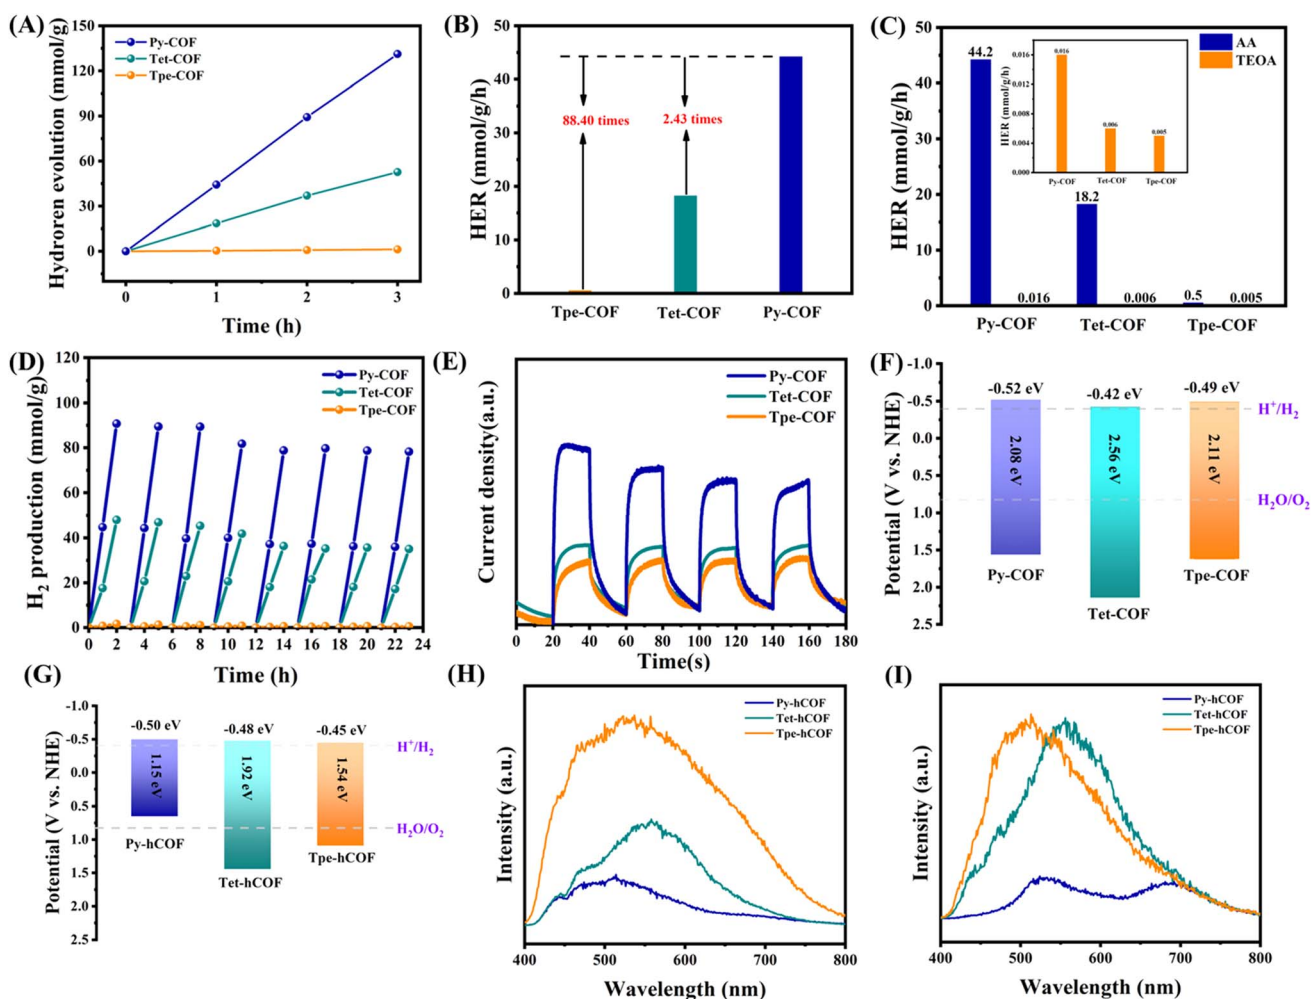 (A)
Hydroren evolution (mmol/g)
150
120
90
60
30
0
Py-COF
Tet-COF
Tpe-COF
0 1 2 3
Time (h)
(B)
HER (mmol/g/h)
50
40
30
20
10
0
88.40 times
2.43 times
Tpe-COF Tet-COF Py-COF
(C)
HER (mmol/g/h)
50
40
30
20
10
0
AA
TEOA
44.2
0.016
18.2
0.006
0.5
0.005
Py-COF Tet-COF Tpe-COF
HER (mmol/g/h)
0.016
0.012
0.008
0.004
0.000
0.016
0.006
0.005
Py-COF Tet-COF Tpe-COF
(D)
H2 production (mmol/g)
120
100
80
60
40
20
0
Py-COF
Tet-COF
Tpe-COF
0 2 4 6 8 10 12 14 16 18 20 22 24
Time (h)
(E)
Current density(a.u.)
Py-COF
Tet-COF
Tpe-COF
0 20 40 60 80 100 120 140 160 180
Time(s)
(F)
Potential (V vs. NHE)
-1.0
-0.5
0.0
0.5
1.0
1.5
2.0
2.5
-0.52 eV
-0.42 eV
-0.49 eV
H+/H2
2.08 eV
2.56 eV
2.11 eV
H2O/O2
Py-COF
Tet-COF
Tpe-COF
(G)
Potential (V vs. NHE)
-1.0
-0.5
0.0
0.5
1.0
1.5
2.0
2.5
-0.50 eV
-0.48 eV
-0.45 eV
H+/H2
1.15 eV
1.92 eV
1.54 eV
H2O/O2
Py-hCOF
Tet-hCOF
Tpe-hCOF
(H)
Intensity (a.u.)
Py-hCOF
Tet-hCOF
Tpe-hCOF
400 500 600 700 800
Wavelength (nm)
(I)
Intensity (a.u.)
Py-hCOF
Tet-hCOF
Tpe-hCOF
400 500 600 700 800
Wavelength (nm)